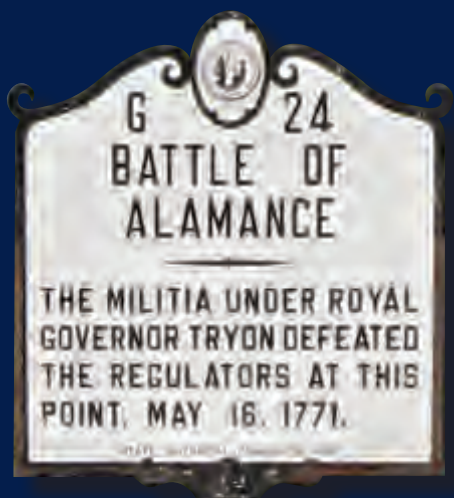 G 24
BATTLE OF
ALAMANCE
THE MILITIA UNDER ROYAL
GOVERNOR TRYON DEFEATED
THE REGULATORS AT THIS
POINT, MAY 16, 1771.